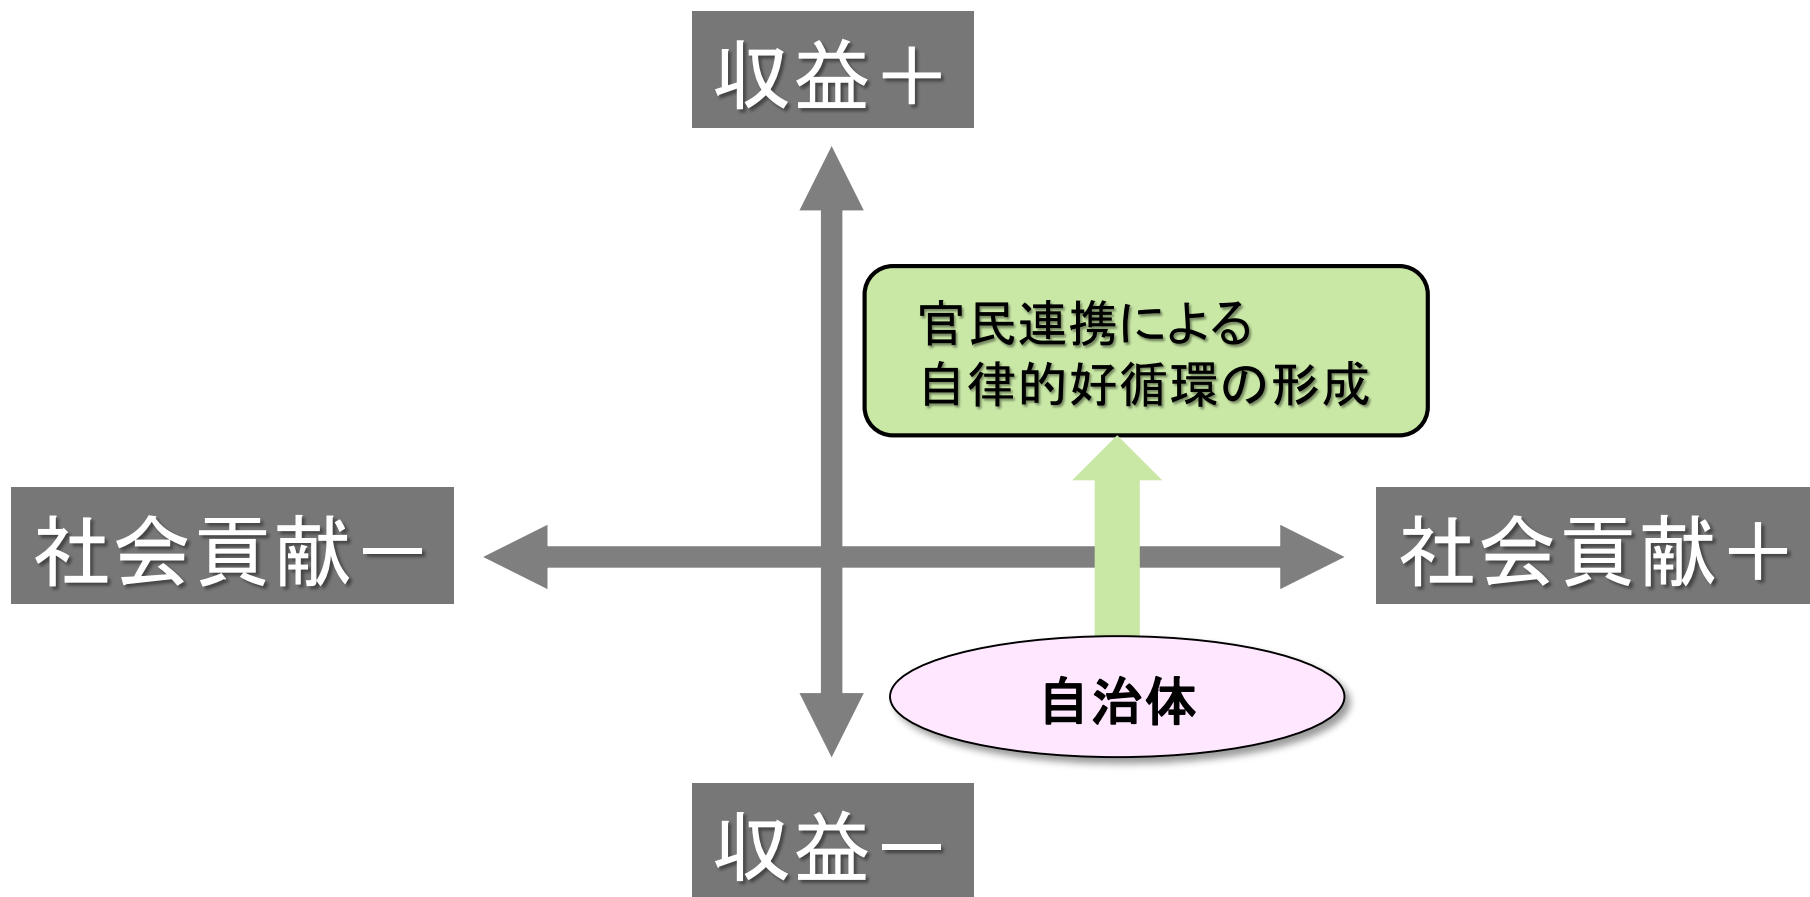 収益＋
官民連携による
自律的好循環の形成
社会貢献－
社会貢献＋
自治体
収益－